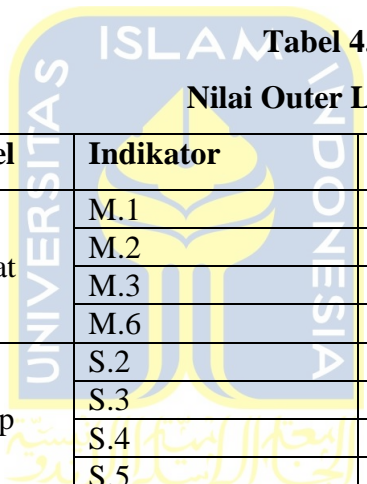 Tabel 4.
Nilai Outer L
el Indikator
M.1
at M.2
M.3
M.6
S.2
S.3
p S.4
S.5
ISLAM
UNIVERSITAS
INDONESIA